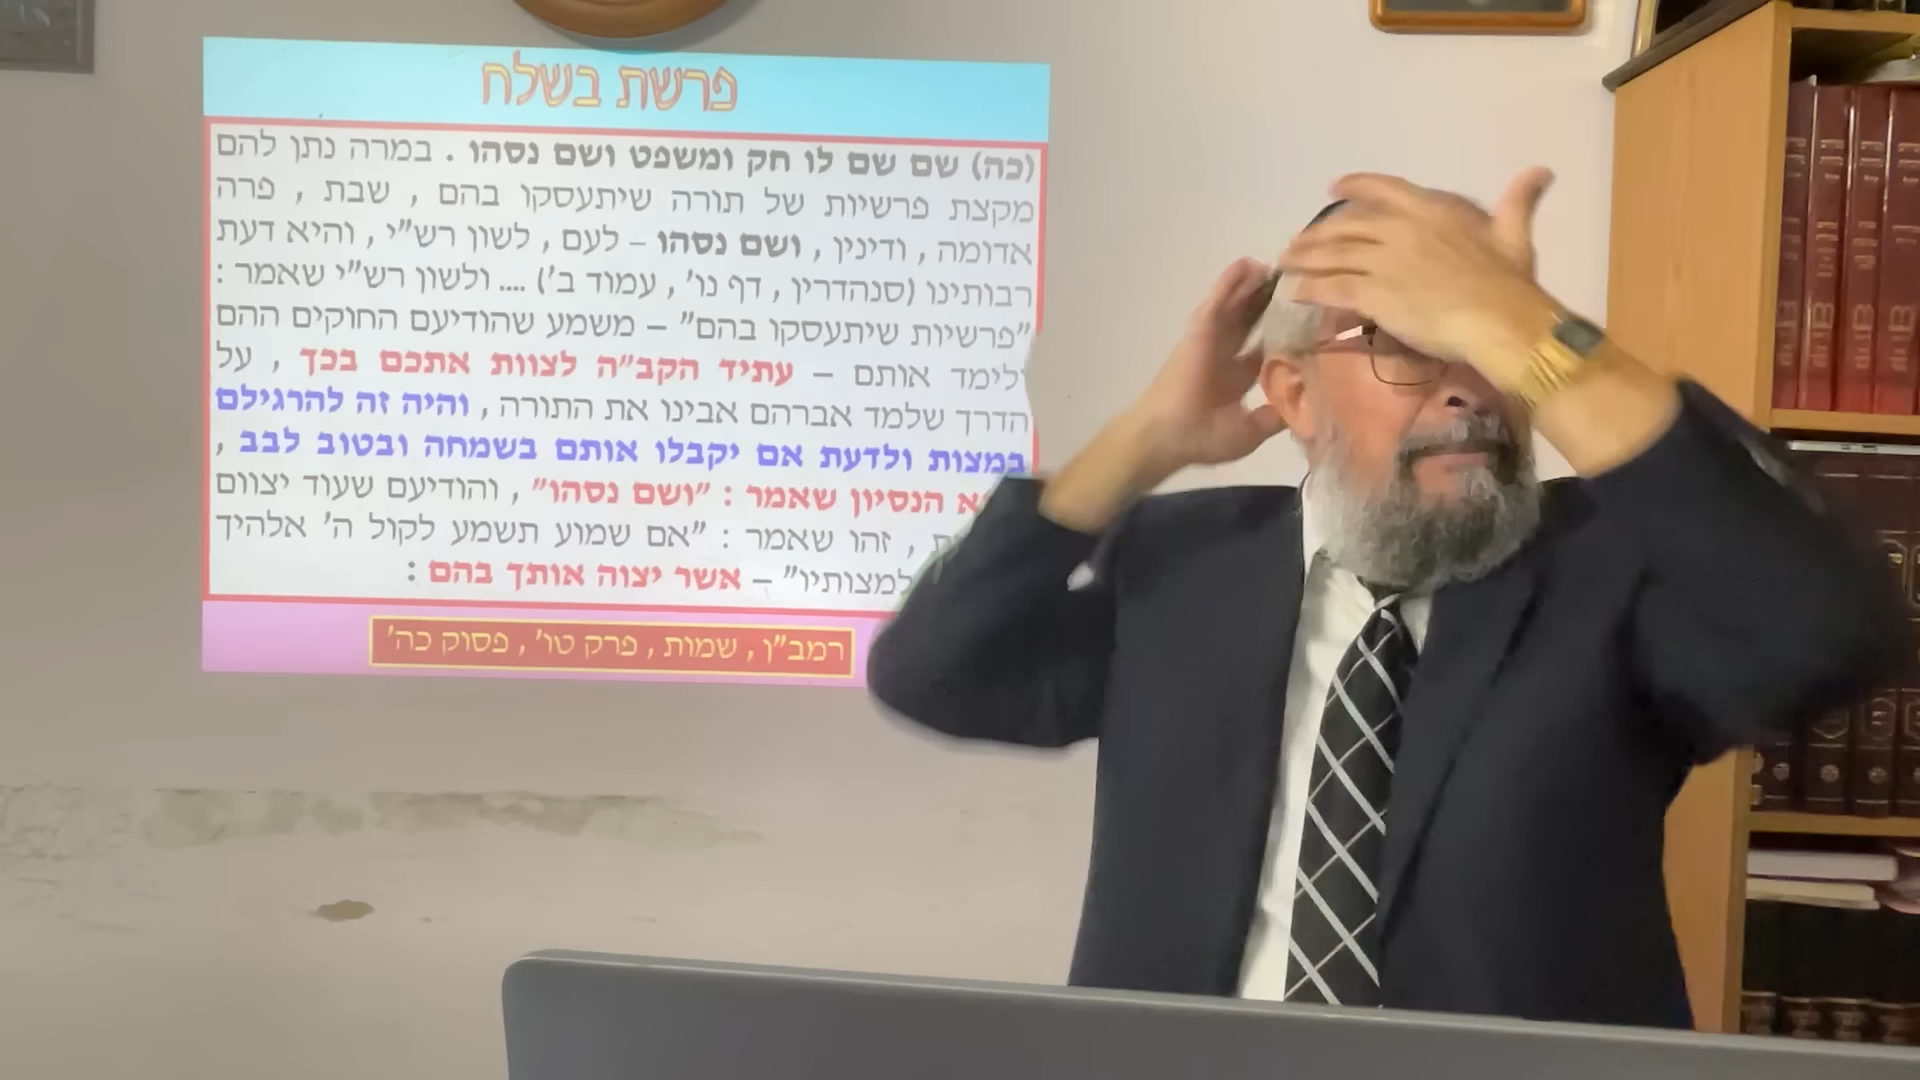 פרשת בשלח
(כה) שם שם לו חק ומשפט ושם נסהו . במרה נתן להם
מקצת פרשיות של תורה שיתעסקו בהם , שבת , פרה
אדומה , ודינין , ושם נסהו – לעם , לשון רש"י , והיא דעת
רבותינו (סנהדרין , דף נו' , עמוד ב') .... ולשון רש"י שאמר :
"פרשיות שיתעסקו בהם" – משמע שהודיעם החוקים ההם
ולימד אותם – עתיד הקב"ה לצוות אתכם בכך , על
הדרך שלמד אברהם אבינו את התורה , והיה זה להרגילם
במצות ולדעת אם יקבלו אותם בשמחה ובטוב לבב ,
הנסיון שאמר : "ושם נסהו" , והודיעם שעוד יצוום
, זהו שאמר : "אם שמוע תשמע לקול ה' אלהיך
למצותיו" – אשר יצוה אותך בהם :
רמב"ן , שמות , פרק טו' , פסוק כה'